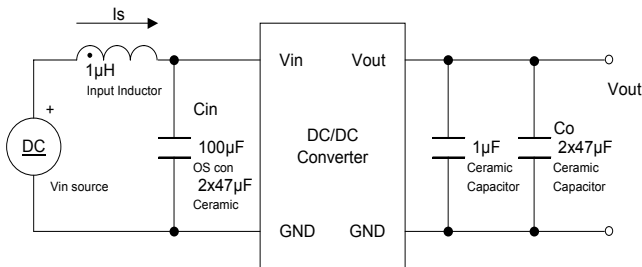 Is
1µH
Input Inductor
+
DC
Vin source
Cin
100µF
OS con
2x47µF
Ceramic
Vin
Vout
DC/DC
Converter
GND
GND
1µF
Ceramic
Capacitor
Co
2x47µF
Ceramic
Capacitor
Vout